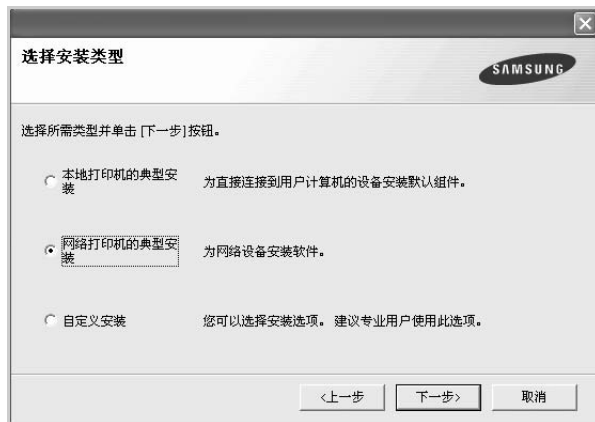 选择安装类型
SAMSUNG
选择所需类型并单击 [下一步]按钮。
本地打印机的典型安
装
为直接连接到用户计算机的设备安装默认组件。
网络打印机的典型安
装
为网络设备安装软件。
自定义安装
您可以选择安装选项。 建议专业用户使用此选项。
<上一步
下一步>
取消